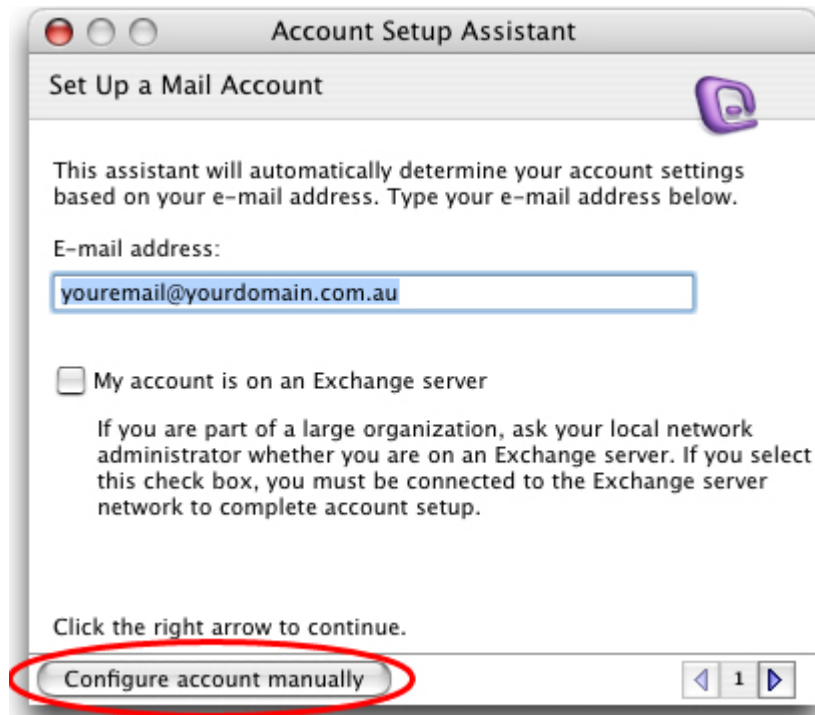 Account Setup Assistant
Set Up a Mail Account
This assistant will automatically determine your account settings
based on your e-mail address. Type your e-mail address below.
E-mail address:
youremail@yourdomain.com.au
My account is on an Exchange server
If you are part of a large organization, ask your local network
administrator whether you are on an Exchange server. If you select
this check box, you must be connected to the Exchange server
network to complete account setup.
Click the right arrow to continue.
Configure account manually
1